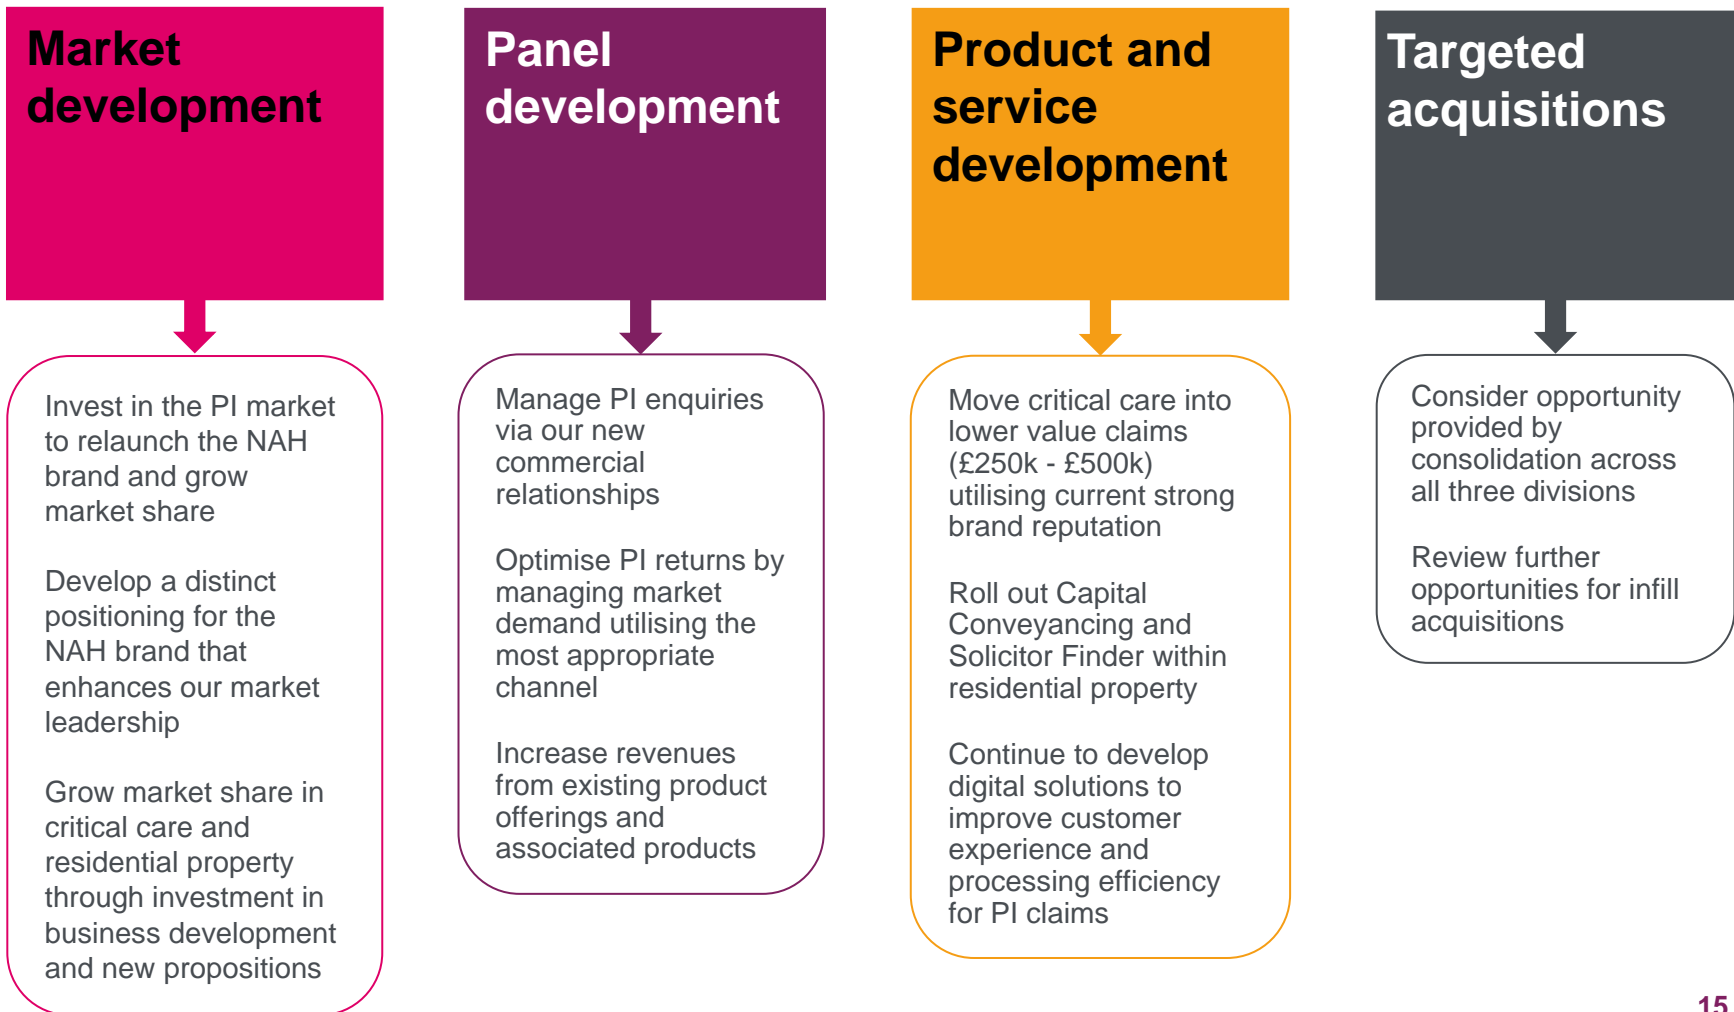 Market
development
Invest in the PI market
to relaunch the NAH
brand and grow
market share
Develop a distinct
positioning for the
NAH brand that
enhances our market
leadership
Grow market share in
critical care and
residential property
through investment in
business development
and new propositions
Panel
development
Manage PI enquiries
via our new
commercial
relationships
Optimise PI returns by
managing market
demand utilising the
most appropriate
channel
Increase revenues
from existing product
offerings and
associated products
Product and
service
development
Move critical care into
lower value claims
(£250k - £500k)
utilising current strong
brand reputation
Roll out Capital
Conveyancing and
Solicitor Finder within
residential property
Continue to develop
digital solutions to
improve customer
experience and
processing efficiency
for PI claims
Targeted
acquisitions
Consider opportunity
provided by
consolidation across
all three divisions
Review further
opportunities for infill
acquisitions
15